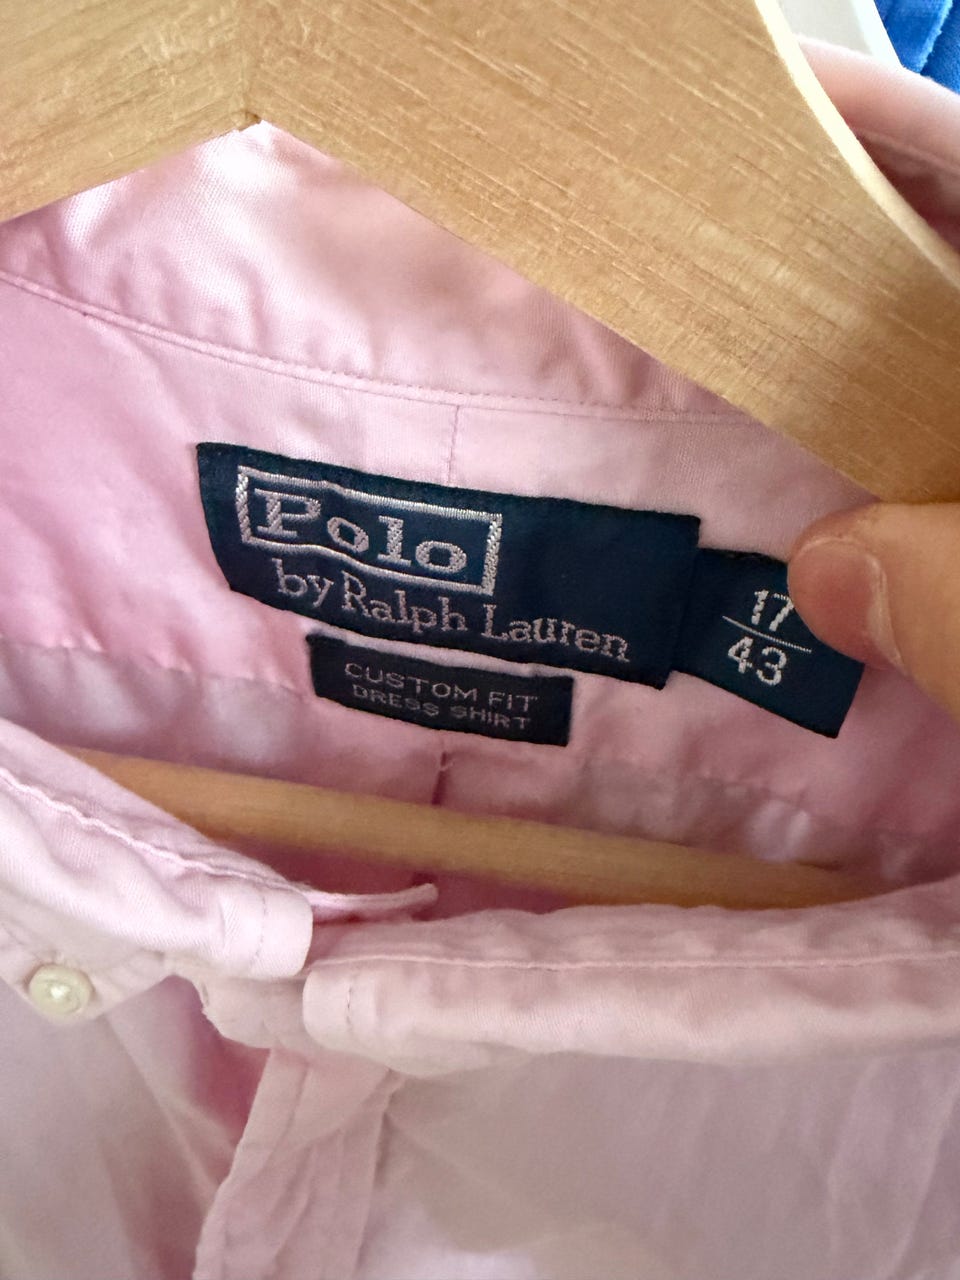 Polo
by Ralph Lauren
17
43
CUSTOM FIT
DRESS SHIRT